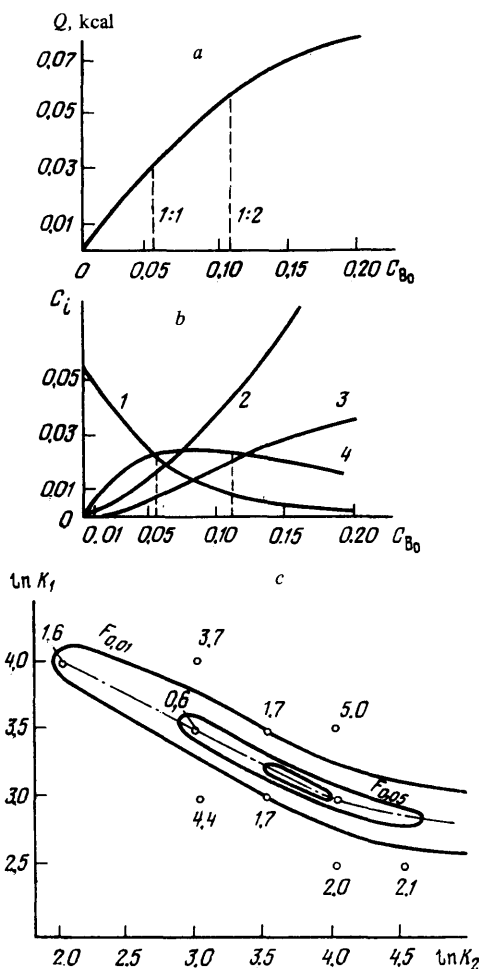 Q, kcal
a
0,07
0,05
0,03
0,01
1:1
1:2
0 0,05 0,10 0,15 0,20 C_B₀
C_i
b
0,05
0,03
0,01
0
1
2
3
4
0.01 0,05 0,10 0,15 0,20 C_B₀
ln K₁
c
4,0
3,5
3,0
2,5
1,6
F₀,₀₁
3,7
0,6
1,7
5.0
F₀,₀₅
4.4
1,7
2.0
2.1
2.0 2.5 3.0 3.5 4.0 4,5 ln K₂